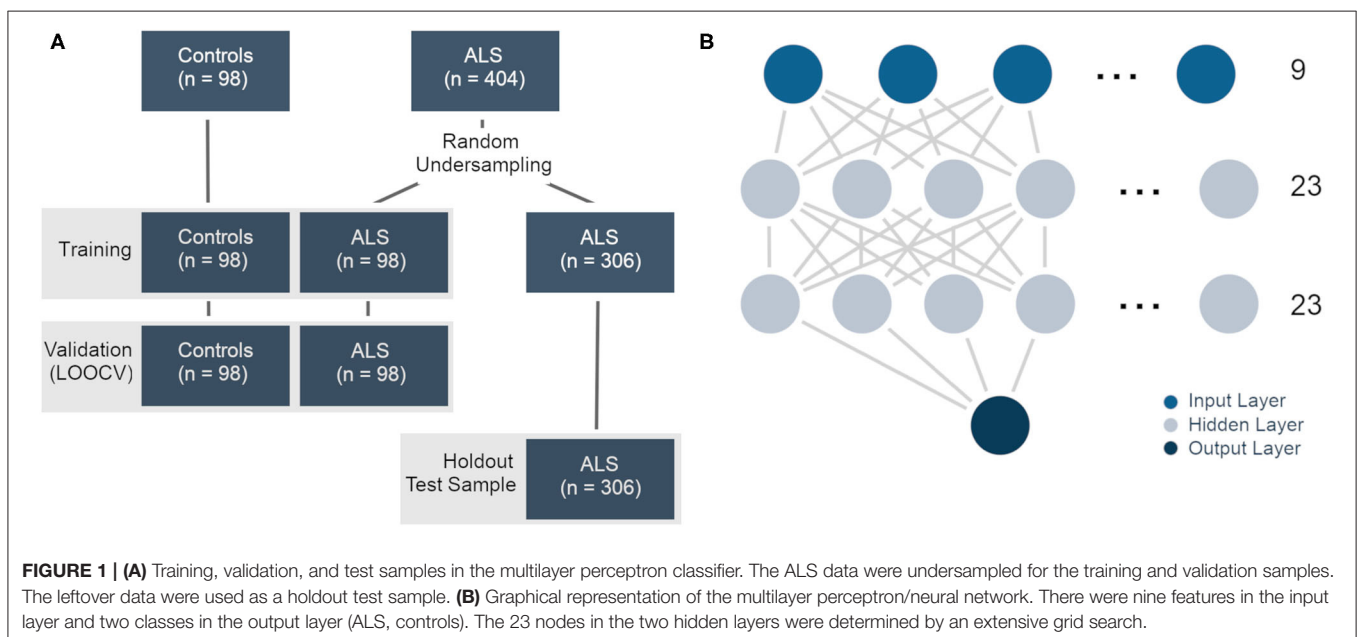 A
Controls
(n = 98)
ALS
(n = 404)
Random
Undersampling
Training
Controls
(n = 98)
ALS
(n = 98)
ALS
(n = 306)
Validation
(LOOCV)
Controls
(n = 98)
ALS
(n = 98)
Holdout
Test Sample
ALS
(n = 306)
B
... 9
... 23
... 23
Input Layer
Hidden Layer
Output Layer
FIGURE 1 | (A) Training, validation, and test samples in the multilayer perceptron classifier. The ALS data were undersampled for the training and validation samples.
The leftover data were used as a holdout test sample. (B) Graphical representation of the multilayer perceptron/neural network. There were nine features in the input
layer and two classes in the output layer (ALS, controls). The 23 nodes in the two hidden layers were determined by an extensive grid search.